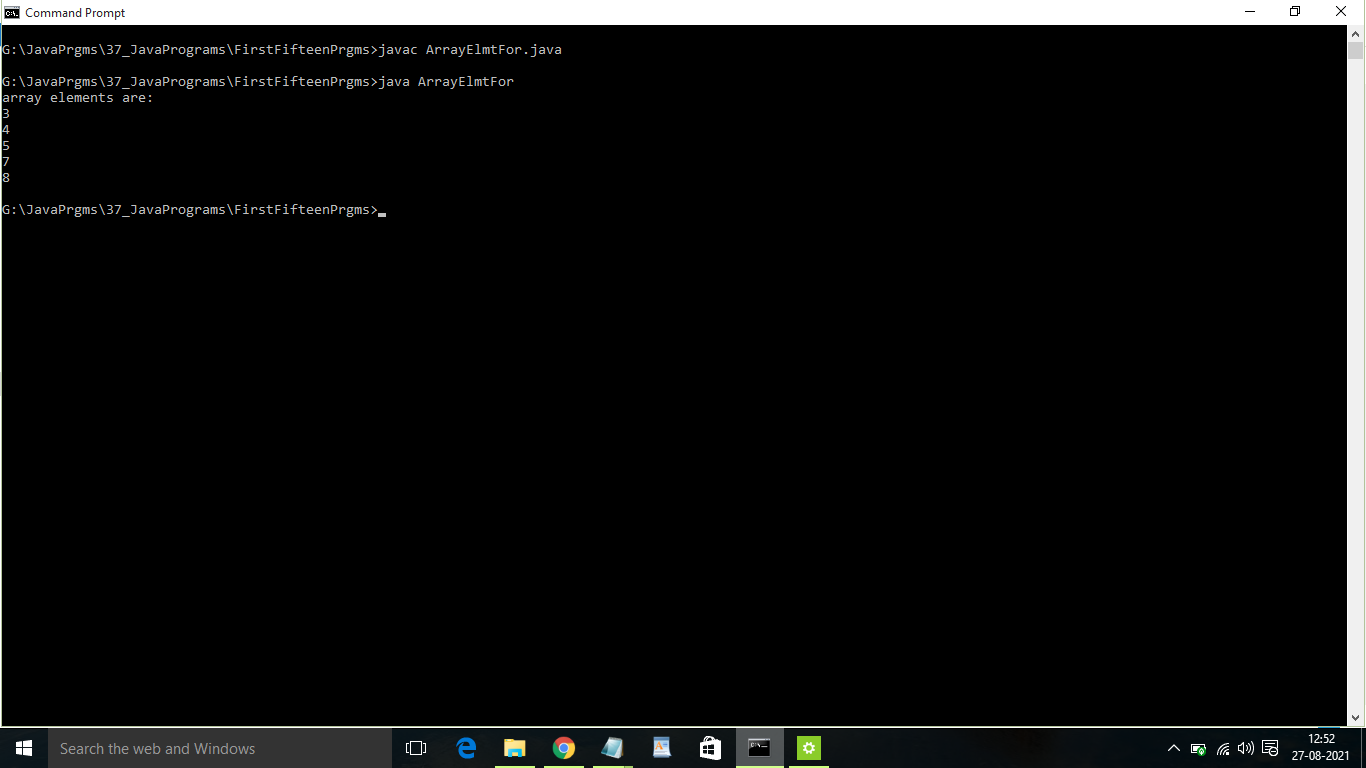 Command Prompt
G:\JavaPrgms\37_JavaPrograms\FirstFifteenPrgms>javac ArrayElmtFor.java
G:\JavaPrgms\37_JavaPrograms\FirstFifteenPrgms>java ArrayElmtFor
array elements are:
3
4
5
7
8
G:\JavaPrgms\37_JavaPrograms\FirstFifteenPrgms>
Search the web and Windows
12:52
27-08-2021